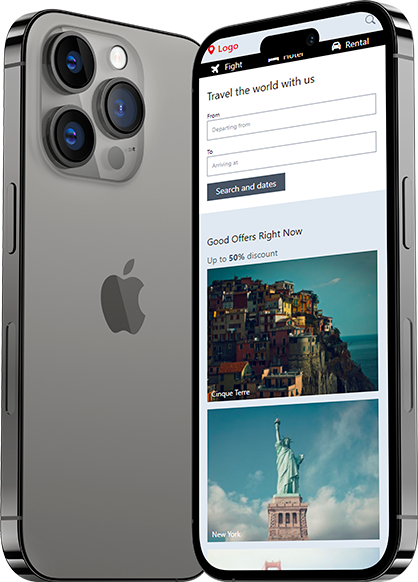 Logo
Fight
Hotel
Rental
Travel the world with us
From
Departing from
To
Arriving at
Search and dates
Good Offers Right Now
Up to 50% discount
Cinque Terre
New York